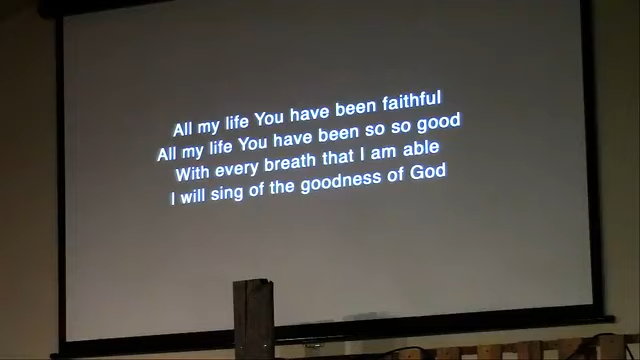 All my life You have been faithful
All my life You have been so so good
With every breath that I am able
I will sing of the goodness of God